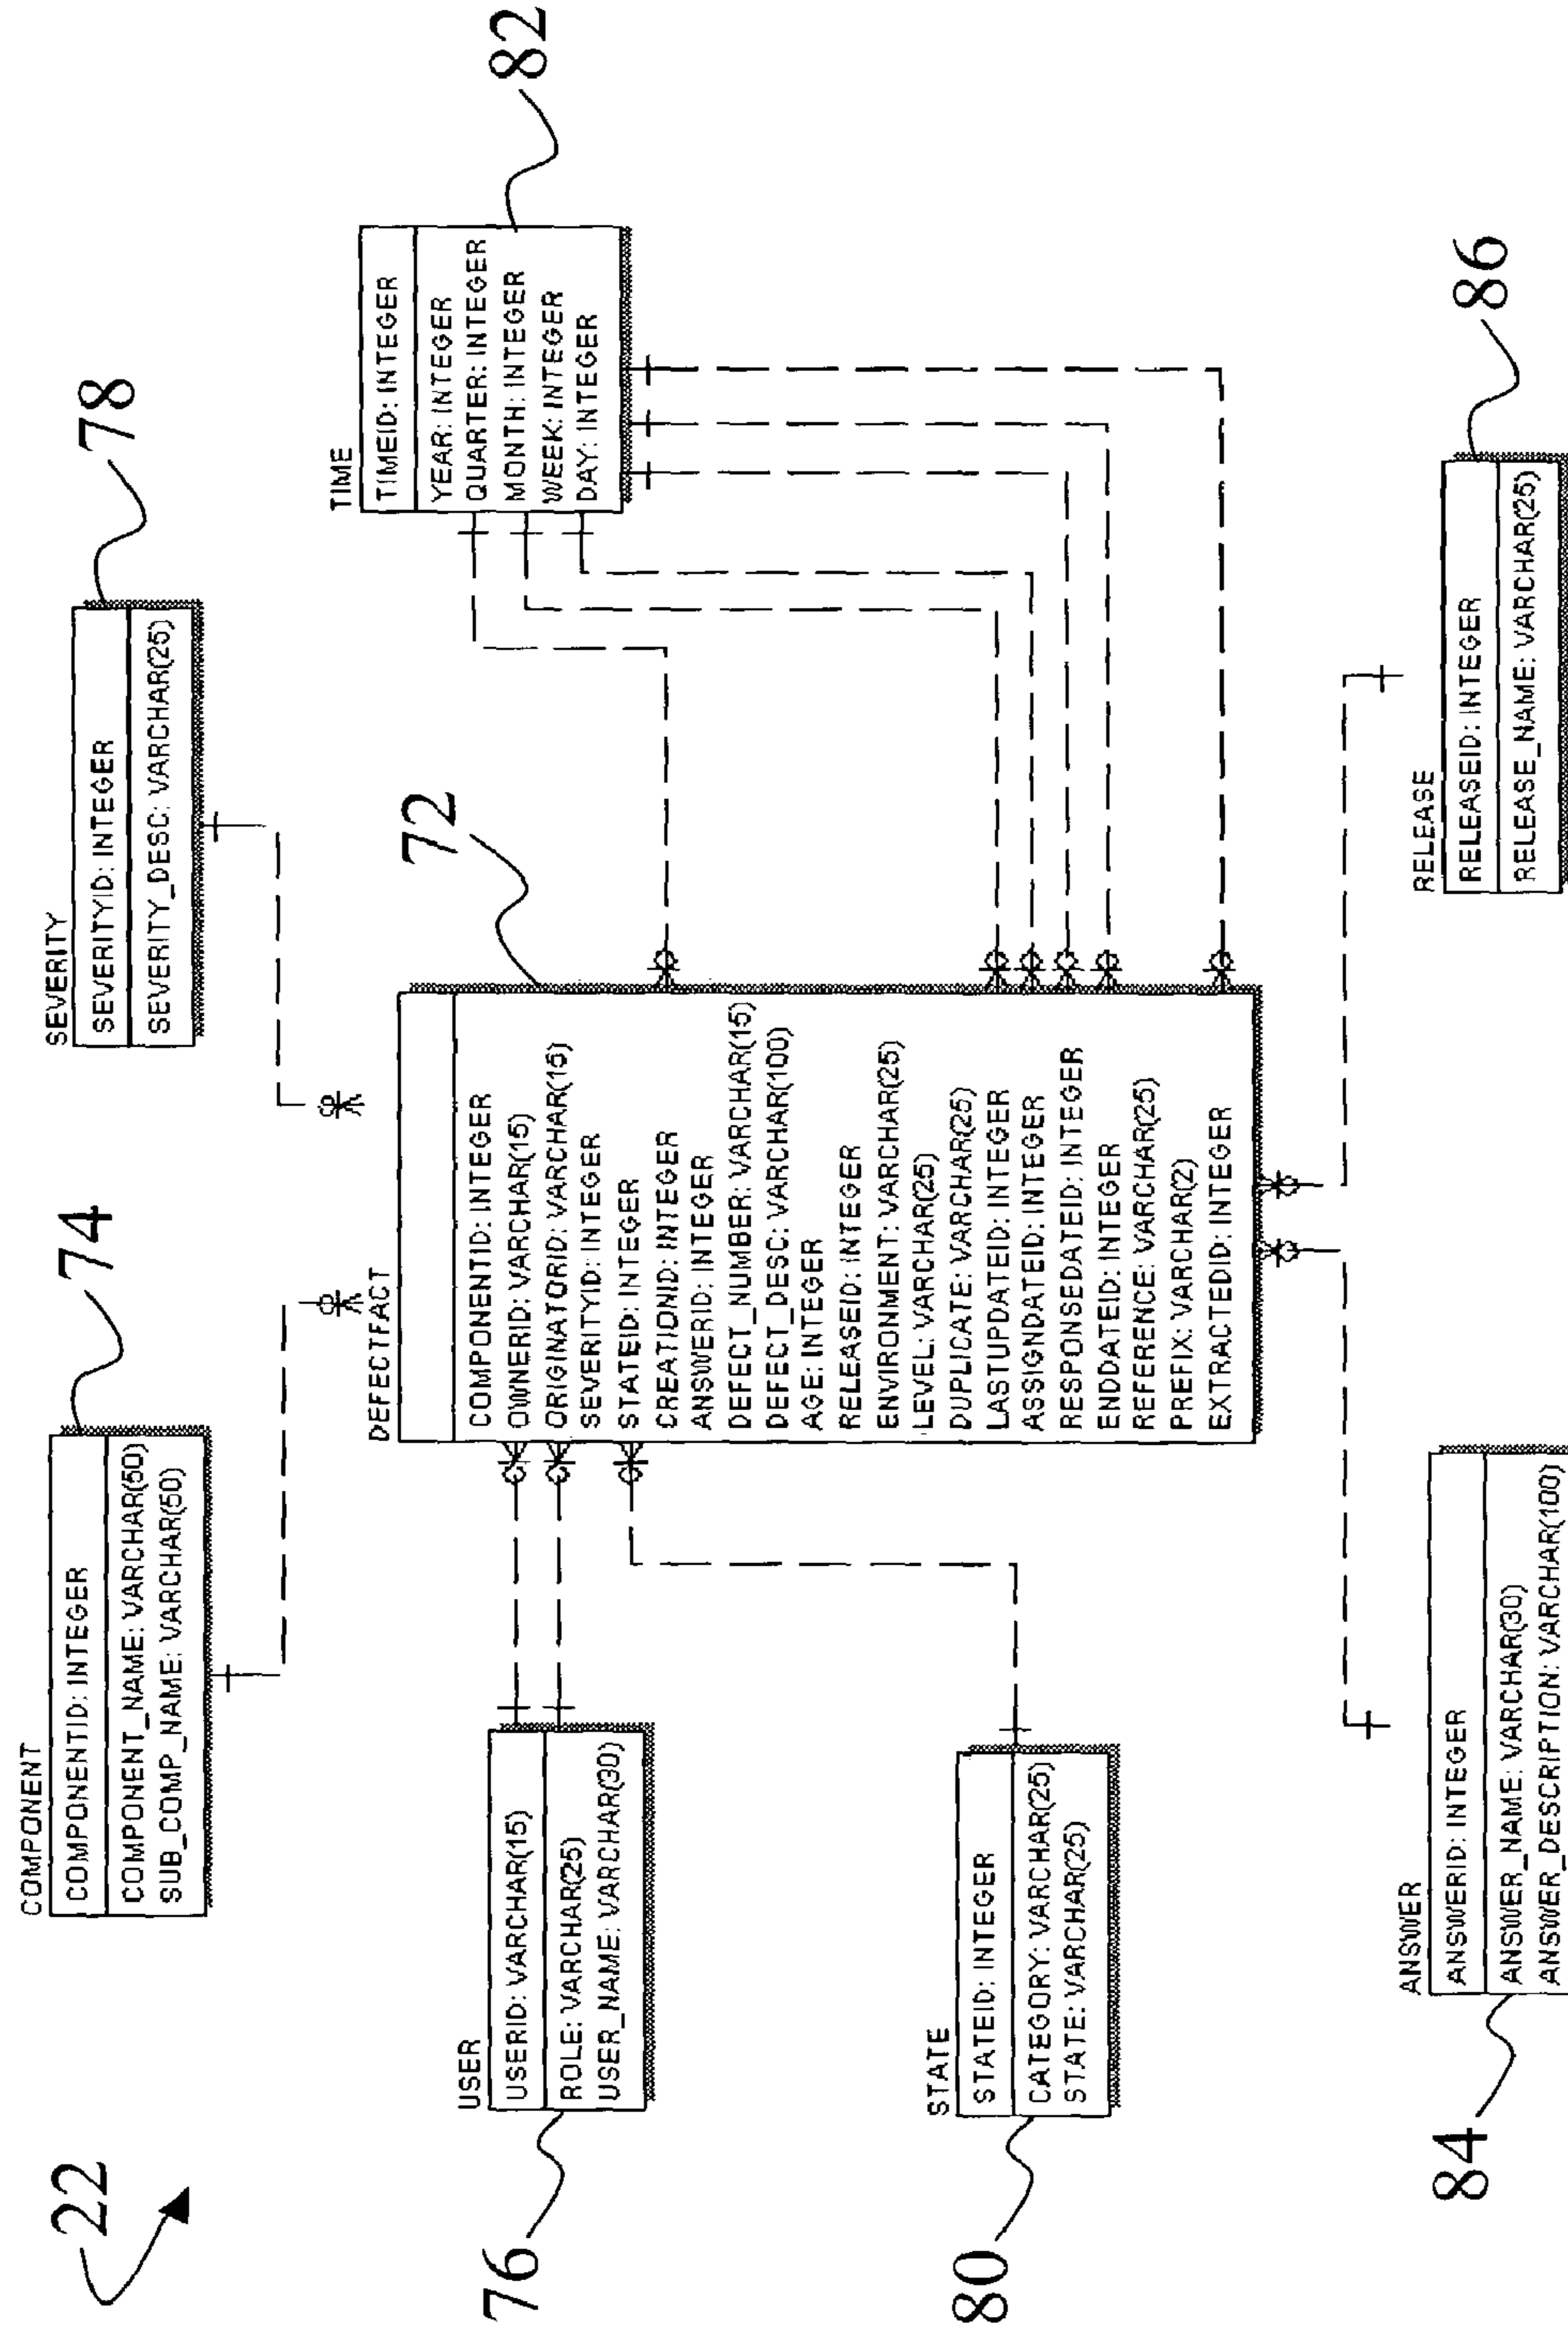 22
COMPONENT
COMPONENTID: INTEGER
COMPONENT_NAME: VARCHAR(50)
SUB_COMP_NAME: VARCHAR(50)
74
SEVERITY
SEVERITYID: INTEGER
SEVERITY_DESC: VARCHAR(25)
78
USER
USERID: VARCHAR(15)
ROLE: VARCHAR(25)
USER_NAME: VARCHAR(30)
76
DEFECTFACT
COMPONENTID: INTEGER
OWNERID: VARCHAR(15)
ORIGINATORID: VARCHAR(15)
SEVERITYID: INTEGER
STATEID: INTEGER
CREATIONID: INTEGER
ANSWERID: INTEGER
DEFECT_NUMBER: VARCHAR(15)
DEFECT_DESC: VARCHAR(100)
AGE: INTEGER
RELEASEID: INTEGER
ENVIRONMENT: VARCHAR(25)
LEVEL: VARCHAR(25)
DUPLICATE: VARCHAR(25)
LASTUPDATEID: INTEGER
ASSIGNDATEID: INTEGER
RESPONSEDATEID: INTEGER
ENDDATEID: INTEGER
REFERENCE: VARCHAR(25)
PREFIX: VARCHAR(2)
EXTRACTEDID: INTEGER
72
TIME
TIMEID: INTEGER
YEAR: INTEGER
QUARTER: INTEGER
MONTH: INTEGER
WEEK: INTEGER
DAY: INTEGER
82
STATE
STATEID: INTEGER
CATEGORY: VARCHAR(25)
STATE: VARCHAR(25)
80
ANSWER
ANSWERID: INTEGER
ANSWER_NAME: VARCHAR(30)
ANSWER_DESCRIPTION: VARCHAR(100)
84
RELEASE
RELEASEID: INTEGER
RELEASE_NAME: VARCHAR(25)
86